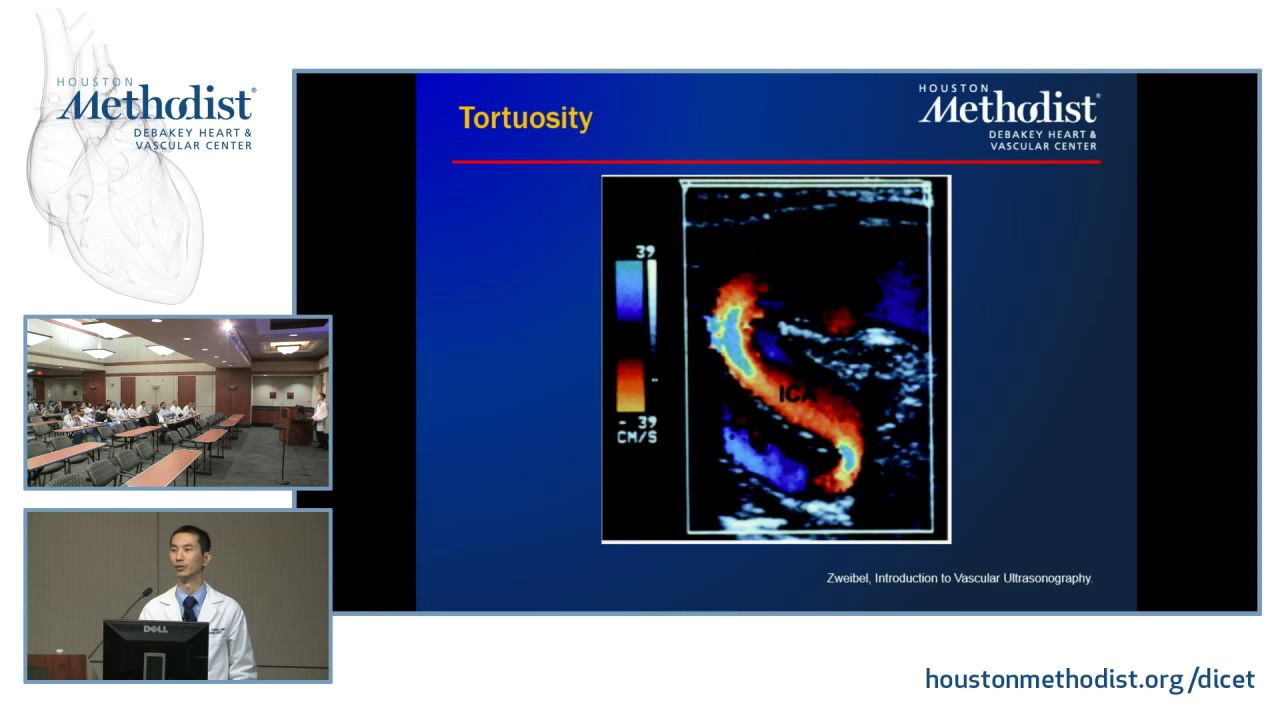 HOUSTON
Methodist®
DEBAKEY HEART &
VASCULAR CENTER
Tortuosity
HOUSTON
Methodist®
DEBAKEY HEART &
VASCULAR CENTER
39
ICA
- 39
CM/S
Zweibel, Introduction to Vascular Ultrasonography.
DELL
houstonmethodist.org/dicet